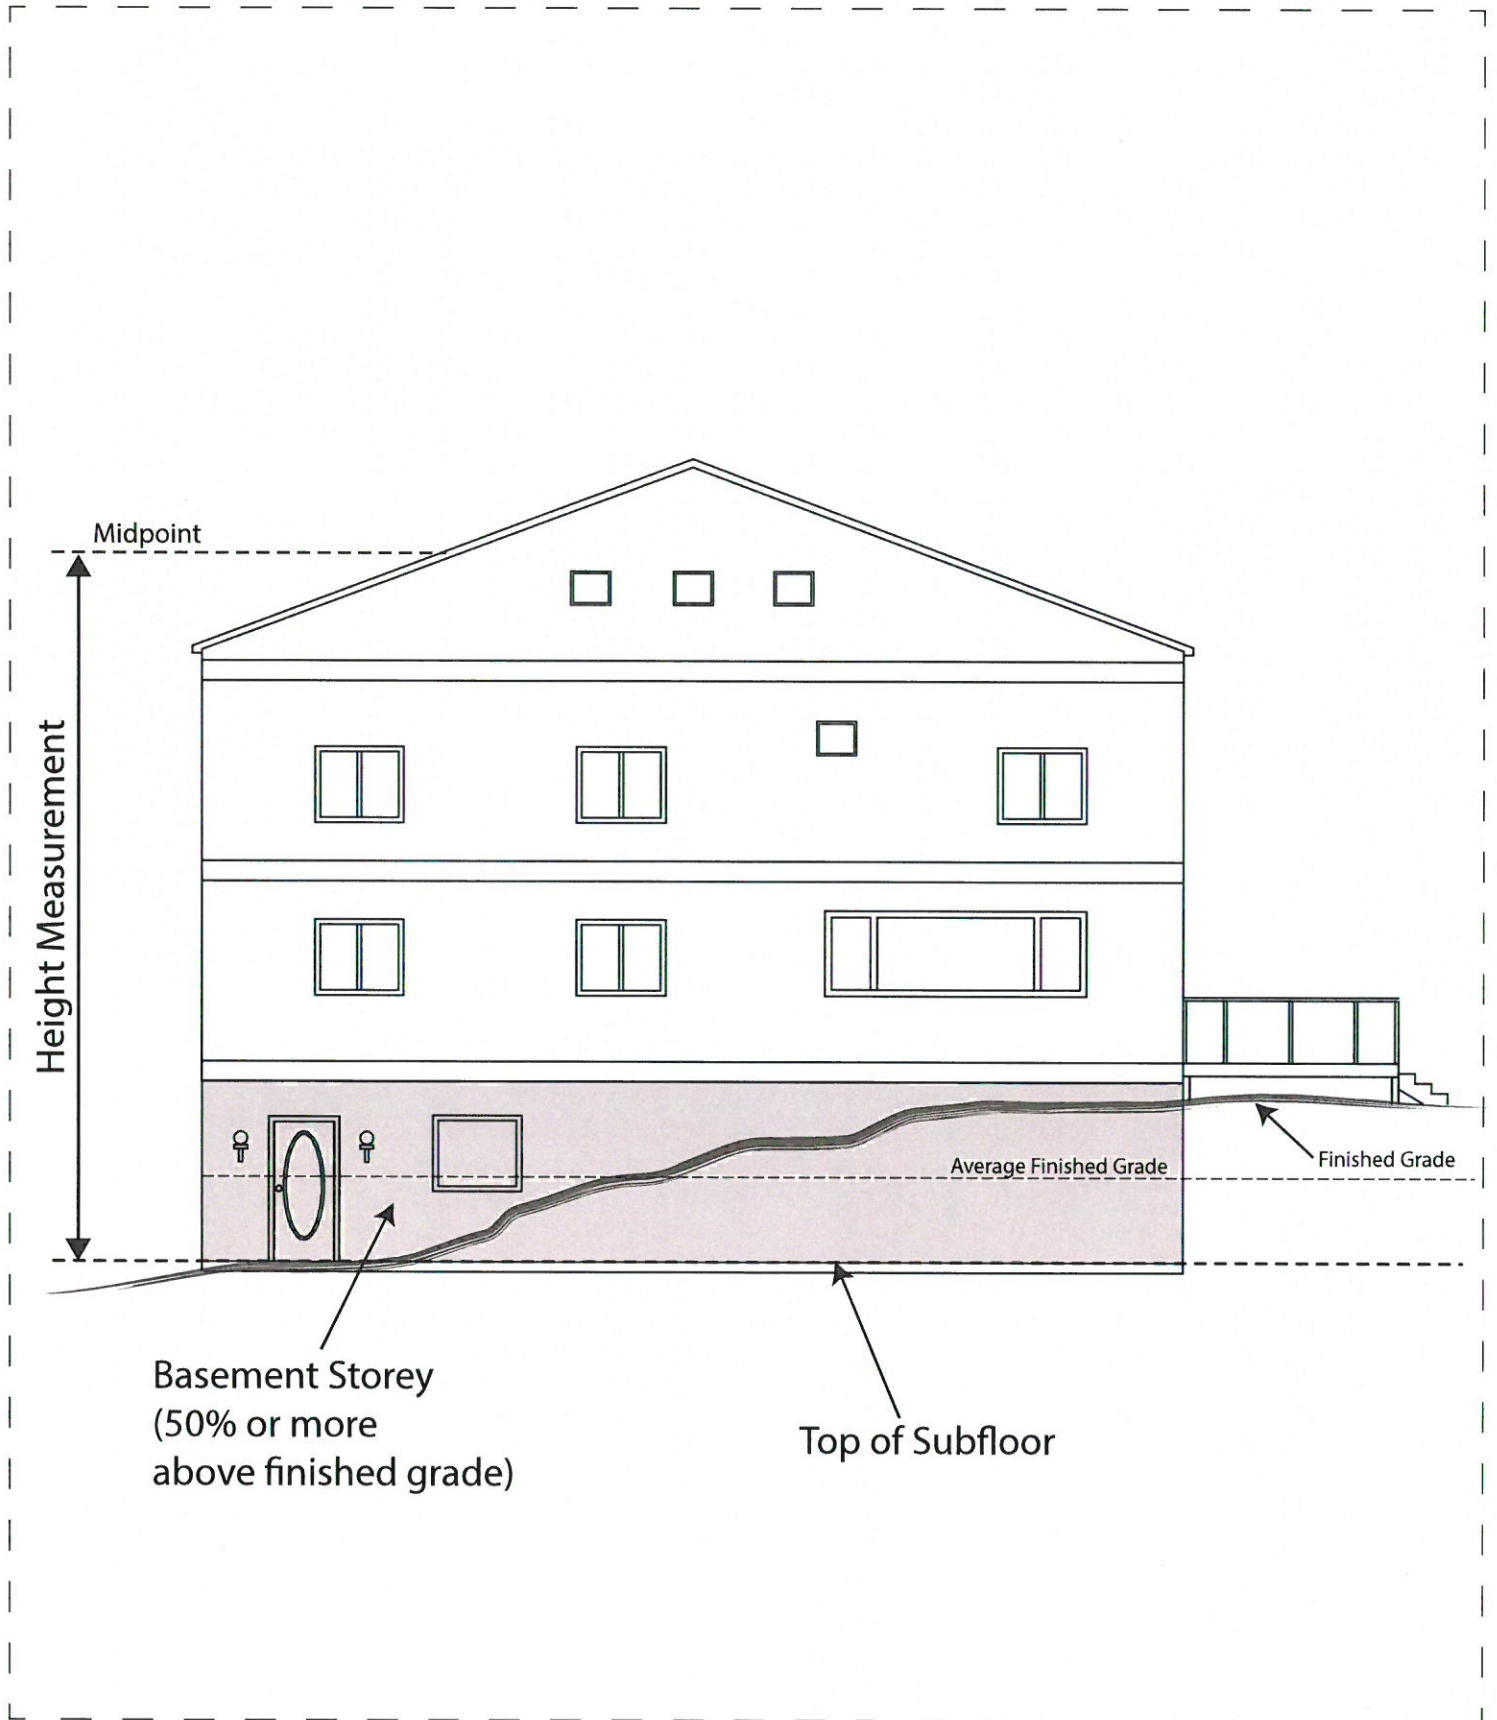 Midpoint
Height Measurement
Average Finished Grade
Finished Grade
Basement Storey
(50% or more
above finished grade)
Top of Subfloor